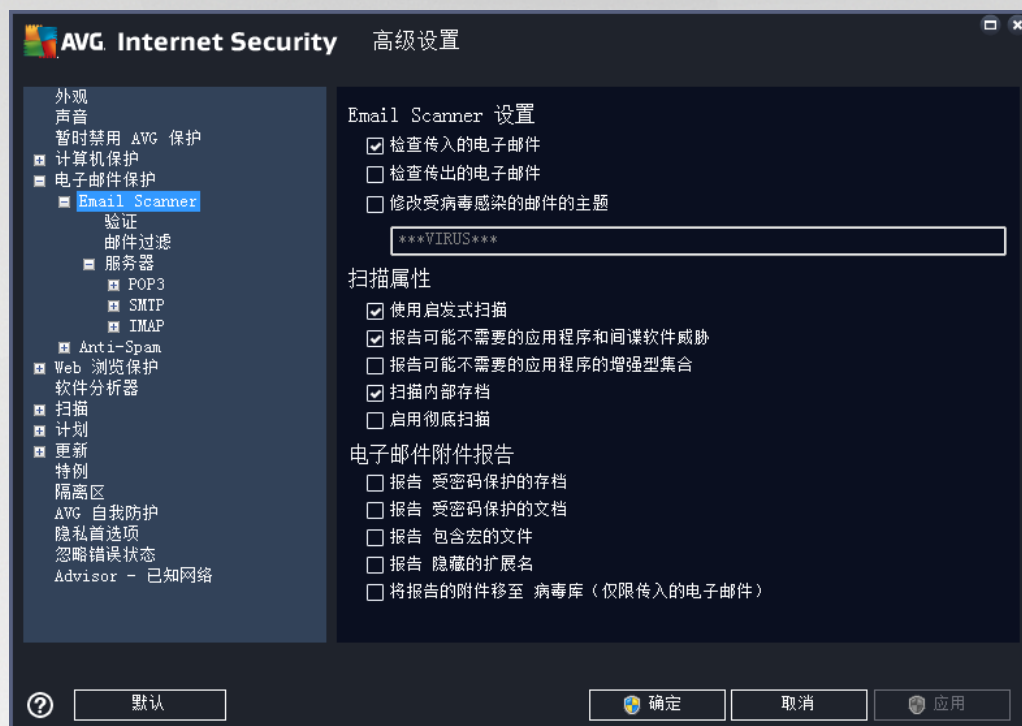 AVG Internet Security 高级设置
外观
声音
暂时禁用 AVG 保护
计算机保护
电子邮件保护
Email Scanner
验证
邮件过滤
服务器
POP3
SMTP
IMAP
Anti-Spam
Web 浏览保护
软件分析器
扫描
计划
更新
特例
隔离区
AVG 自我防护
隐私首选项
忽略错误状态
Advisor - 已知网络
Email Scanner 设置
检查传入的电子邮件
检查传出的电子邮件
修改受病毒感染的邮件的主题
***VIRUS***
扫描属性
使用启发式扫描
报告可能不需要的应用程序和间谍软件威胁
报告可能不需要的应用程序的增强型集合
扫描内部存档
启用彻底扫描
电子邮件附件报告
报告 受密码保护的存档
报告 受密码保护的文档
报告 包含宏的文件
报告 隐藏的扩展名
将报告的附件移至 病毒库（仅限传入的电子邮件）
默认
确定
取消
应用